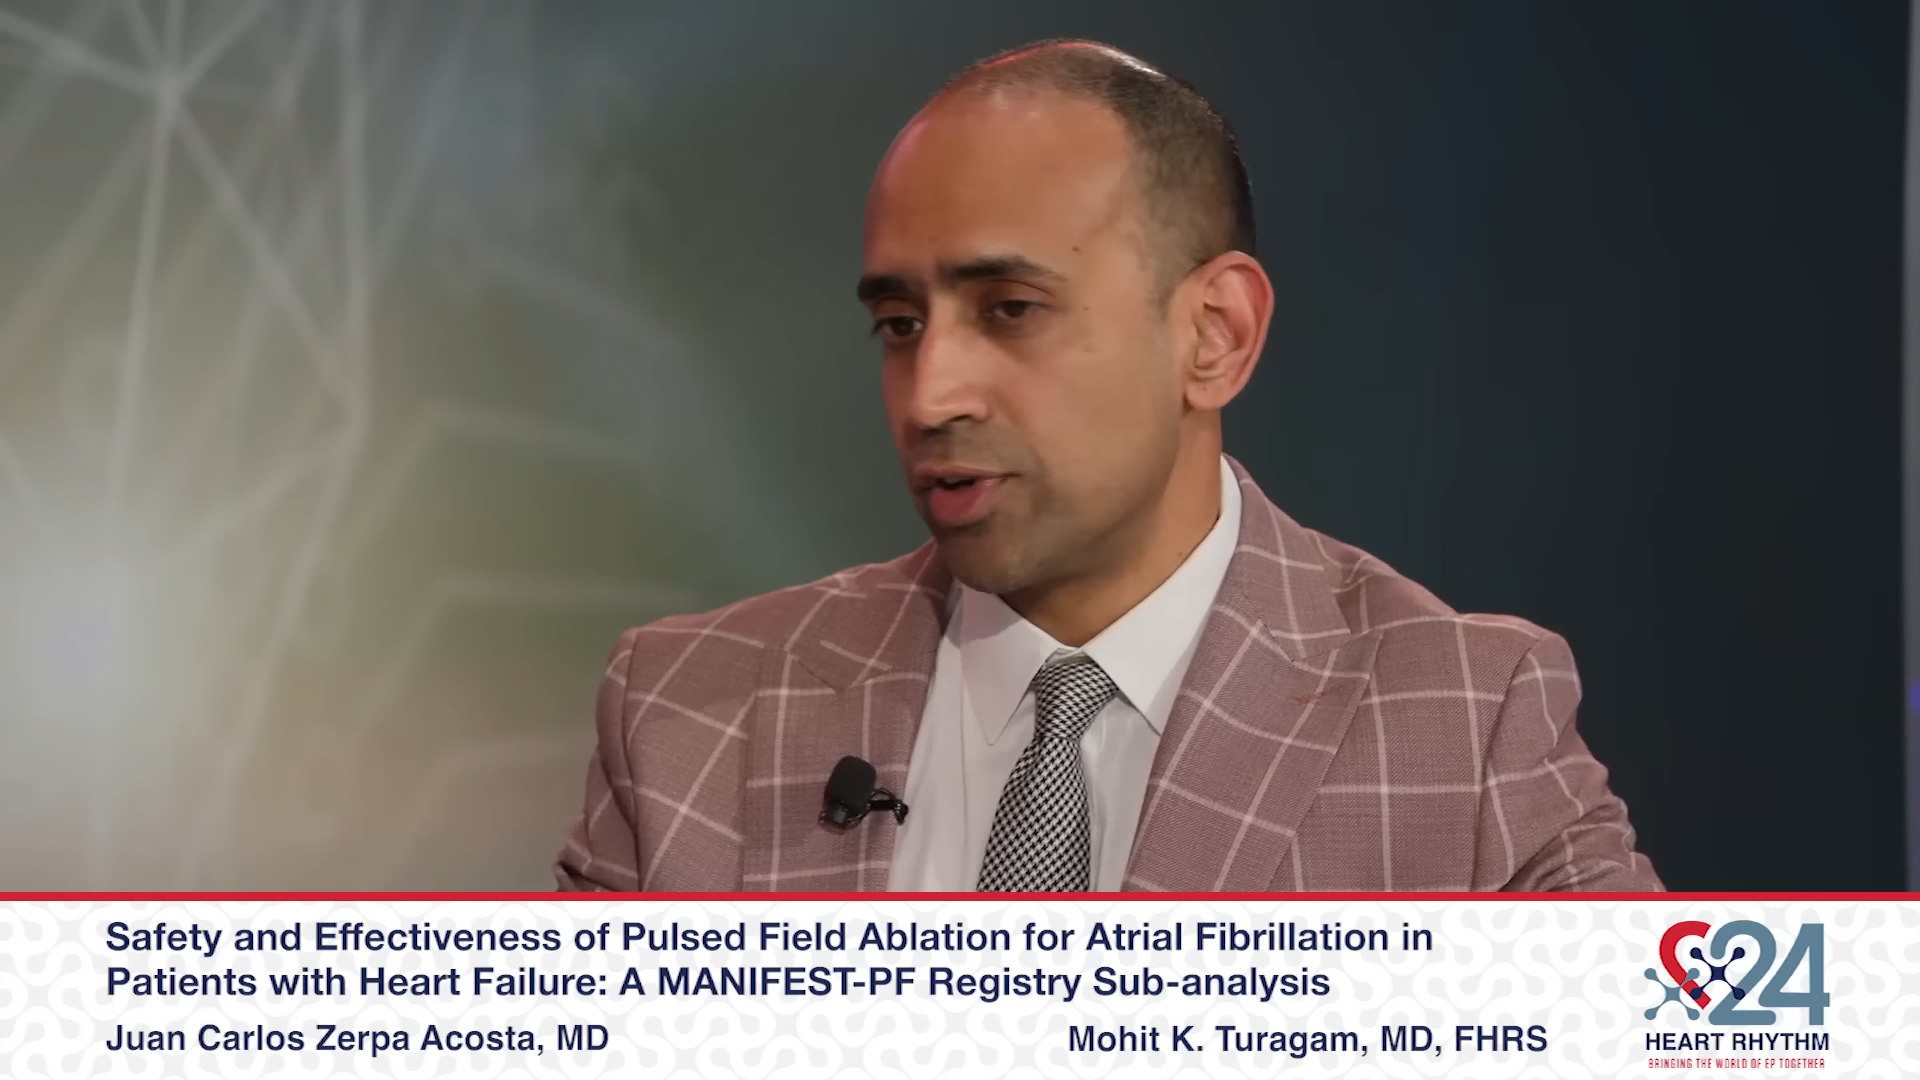 Safety and Effectiveness of Pulsed Field Ablation for Atrial Fibrillation in
Patients with Heart Failure: A MANIFEST-PF Registry Sub-analysis
Juan Carlos Zerpa Acosta, MD
Mohit K. Turagam, MD, FHRS
24
HEART RHYTHM
BRINGING THE WORLD OF EP TOGETHER